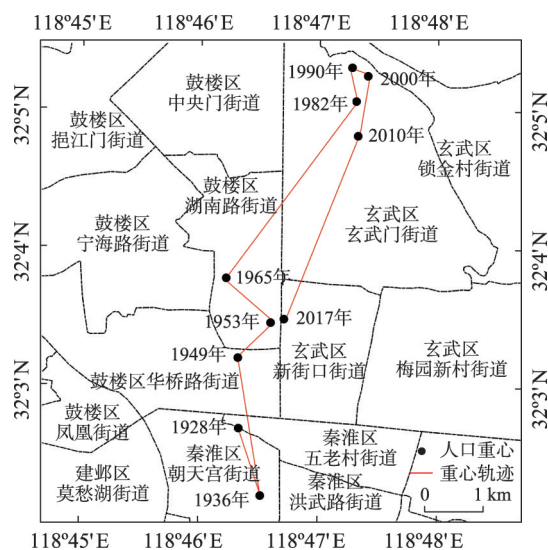 118°45′E 118°46′E 118°47′E 118°48′E
32°5′N
32°4′N
32°3′N
鼓楼区
中央门街道
1990年
2000年
1982年
鼓楼区
挹江门街道
2010年
玄武区
锁金村街道
鼓楼区
湖南路街道
鼓楼区
宁海路街道
玄武区
玄武门街道
1965年
1953年
2017年
1949年
玄武区
新街口街道
玄武区
梅园新村街道
鼓楼区华桥路街道
鼓楼区
凤凰街道
1928年
秦淮区
朝天宫街道
秦淮区
五老村街道
人口重心
建邺区
莫愁湖街道
重心轨迹
1936年
秦淮区
洪武路街道
0 1 km
118°45′E 118°46′E 118°47′E 118°48′E
32°5′N
32°4′N
32°3′N